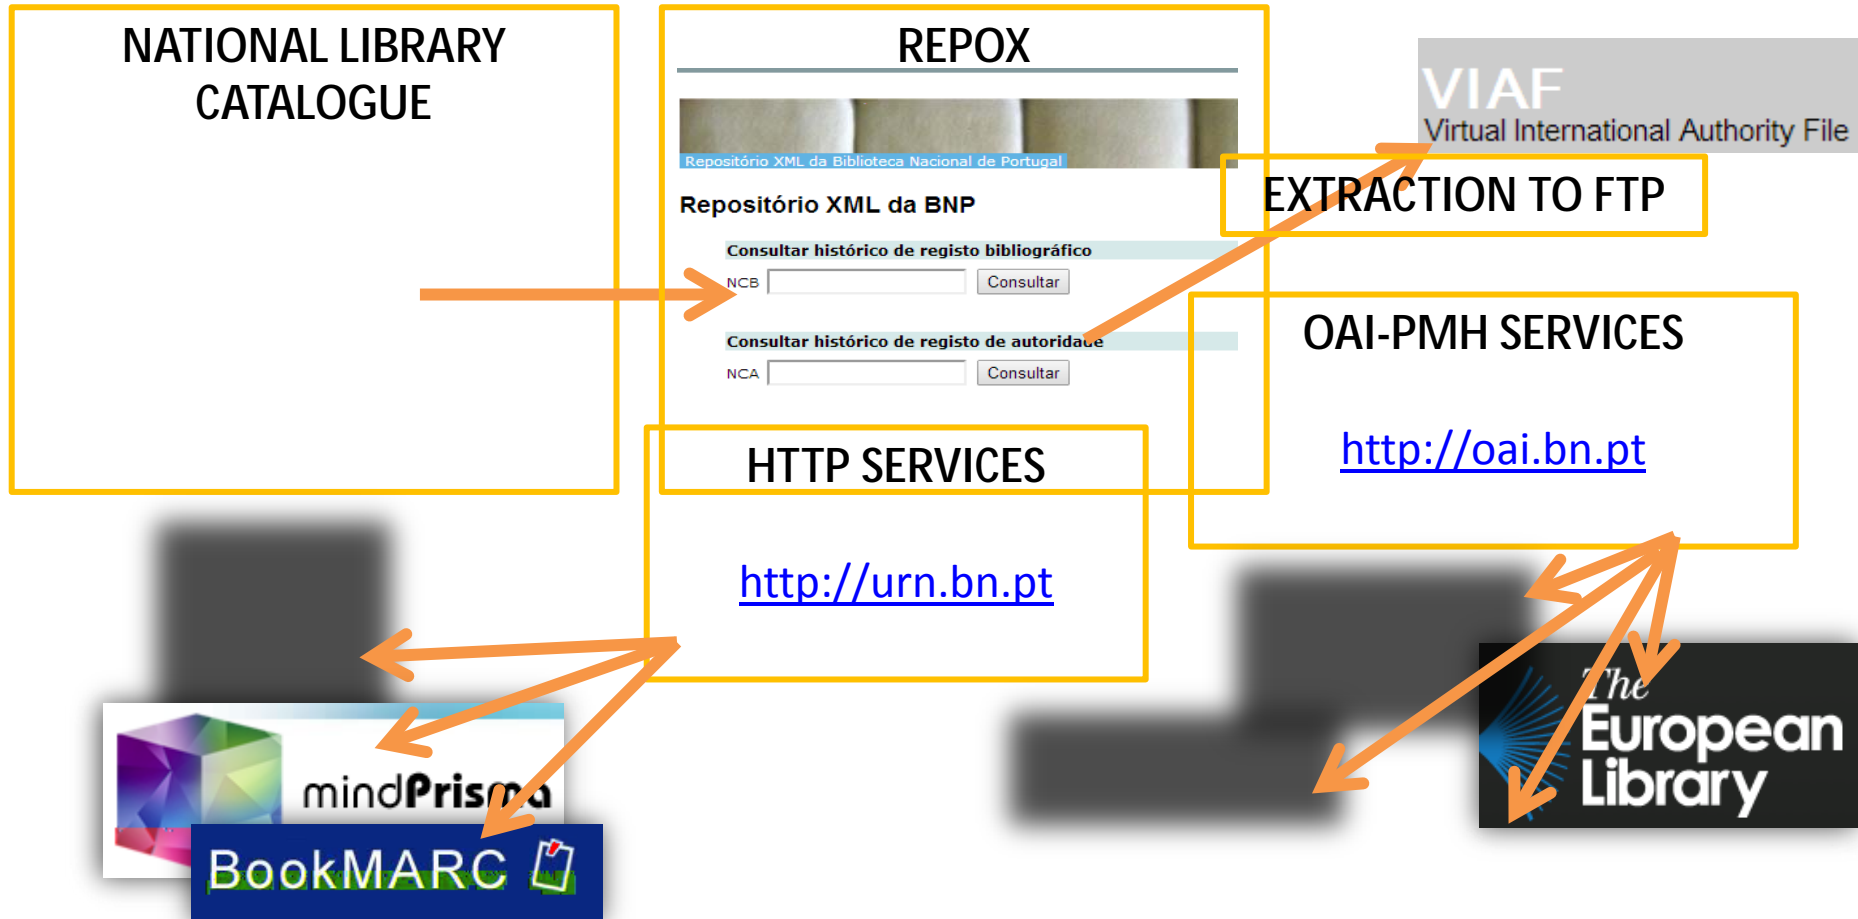 NATIONAL LIBRARY
CATALOGUE
REPOX
Repositório XML da Biblioteca Nacional de Portugal
Repositório XML da BNP
Consultar histórico de registo bibliográfico
NCB Consultar
Consultar histórico de registo de autoridade
NCA Consultar
VIAF
Virtual International Authority File
EXTRACTION TO FTP
OAI-PMH SERVICES
http://oai.bn.pt
HTTP SERVICES
http://urn.bn.pt
mindPrisma
BookMARC
The
European
Library